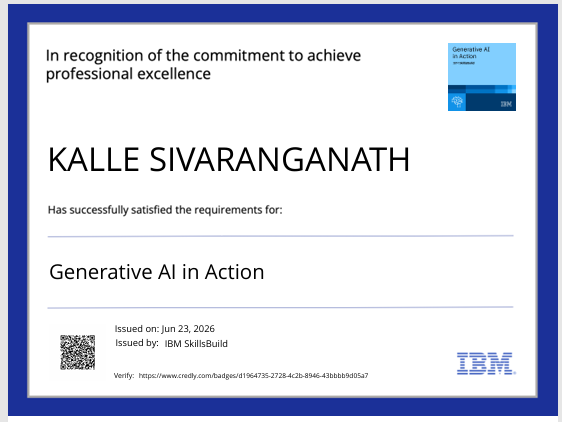 In recognition of the commitment to achieve
professional excellence
Generative AI
in Action
KALLE SIVARANGANATH
Has successfully satisfied the requirements for:
Generative AI in Action
Issued on: Jun 23, 2026
Issued by: IBM SkillsBuild
Verify: https://www.credly.com/badges/d1964735-2728-4c2b-8946-43bbbb9d05a7
IBM
IBM